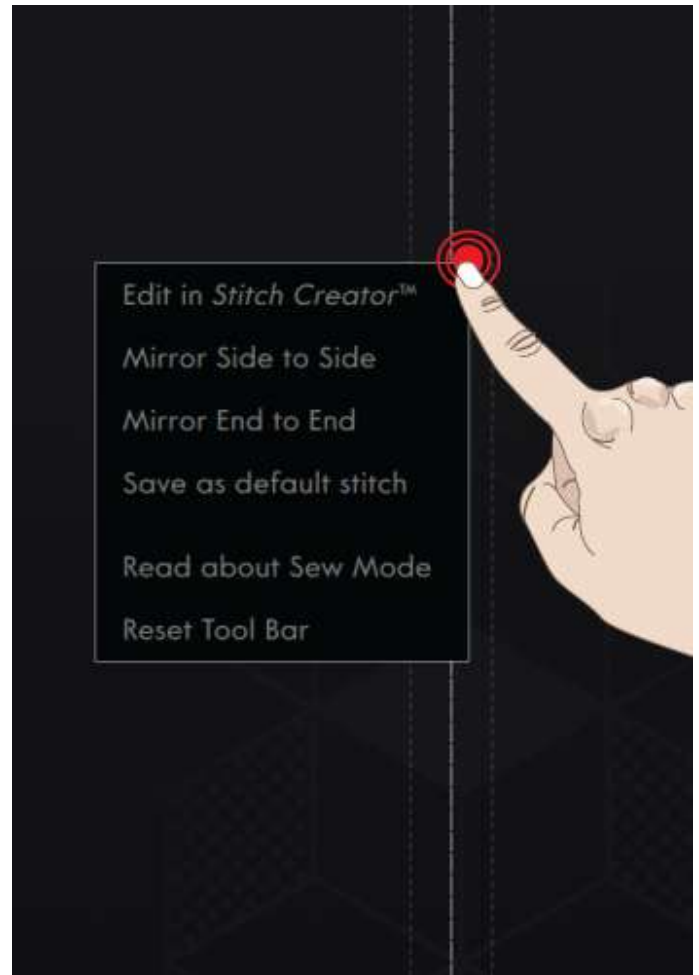 Edit in Stitch Creator™
Mirror Side to Side
Mirror End to End
Save as default stitch
Read about Sew Mode
Reset Tool Bar